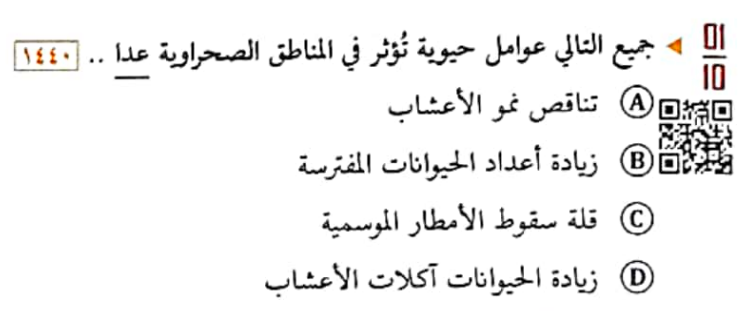 01
10
جميع التالي عوامل حيوية تُؤثر في المناطق الصحراوية عدا .. ١٤٤٠
A تناقص نمو الأعشاب
B زيادة أعداد الحيوانات المفترسة
C قلة سقوط الأمطار الموسمية
D زيادة الحيوانات آكلات الأعشاب